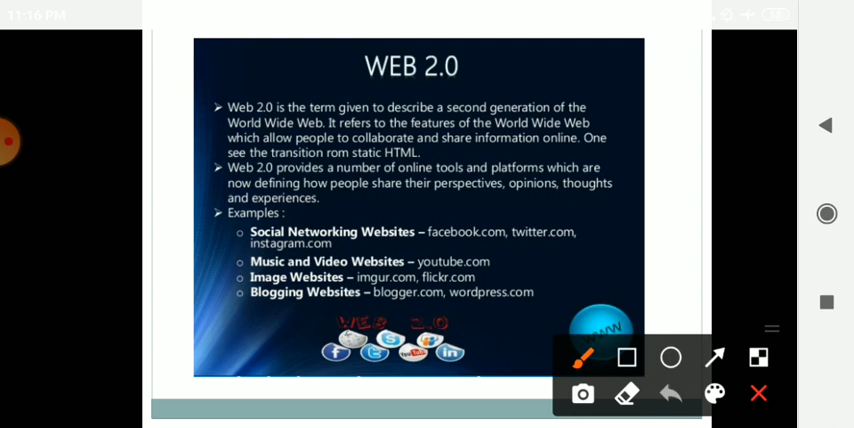 11:16 PM
WEB 2.0
➢ Web 2.0 is the term given to describe a second generation of the
World Wide Web. It refers to the features of the World Wide Web
which allow people to collaborate and share information online. One
see the transition rom static HTML.
➢ Web 2.0 provides a number of online tools and platforms which are
now defining how people share their perspectives, opinions, thoughts
and experiences.
➢ Examples :
o Social Networking Websites – facebook.com, twitter.com,
instagram.com
o Music and Video Websites – youtube.com
o Image Websites – imgur.com, flickr.com
o Blogging Websites – blogger.com, wordpress.com
WEB 2.0
WWW
S
f
t
You Tube
in